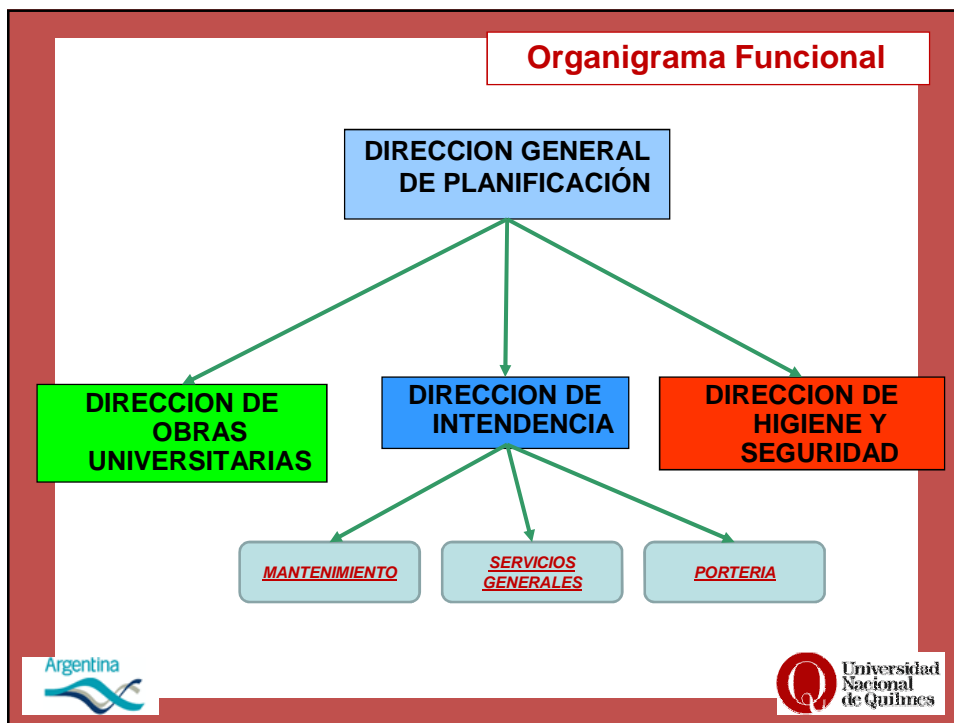 Organigrama Funcional
DIRECCION GENERAL
DE PLANIFICACIÓN
DIRECCION DE
OBRAS
UNIVERSITARIAS
DIRECCION DE
INTENDENCIA
DIRECCION DE
HIGIENE Y
SEGURIDAD
MANTENIMIENTO
SERVICIOS
GENERALES
PORTERIA
Argentina
Universidad
Nacional
de Quilmes